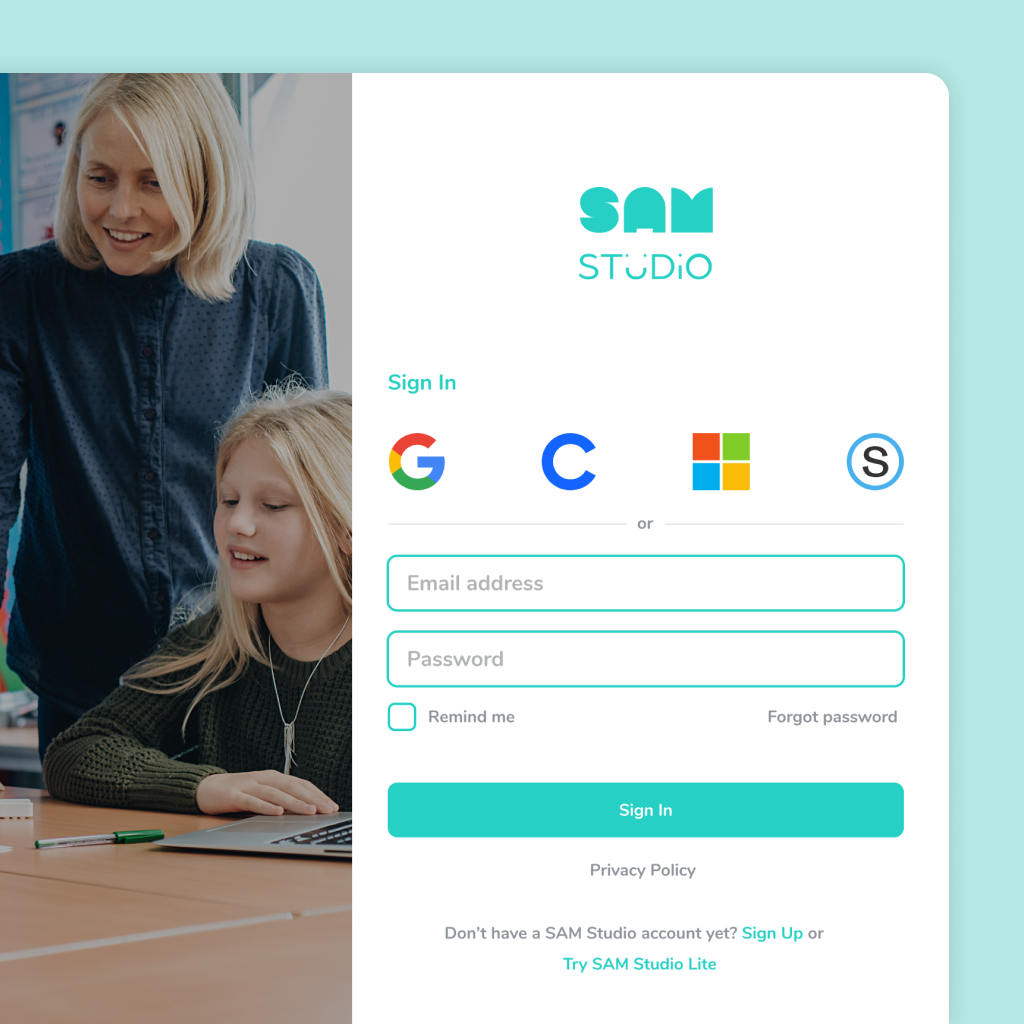 SAM
STUDiO
Sign In
G C S
or
Email address
Password
Remind me Forgot password
Sign In
Privacy Policy
Don't have a SAM Studio account yet? Sign Up or
Try SAM Studio Lite